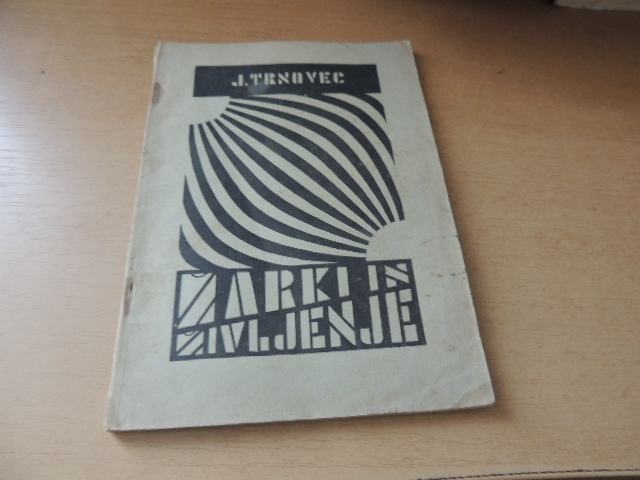 J. TRNOVEC
ŽARKI IN
ŽIVLJENJE